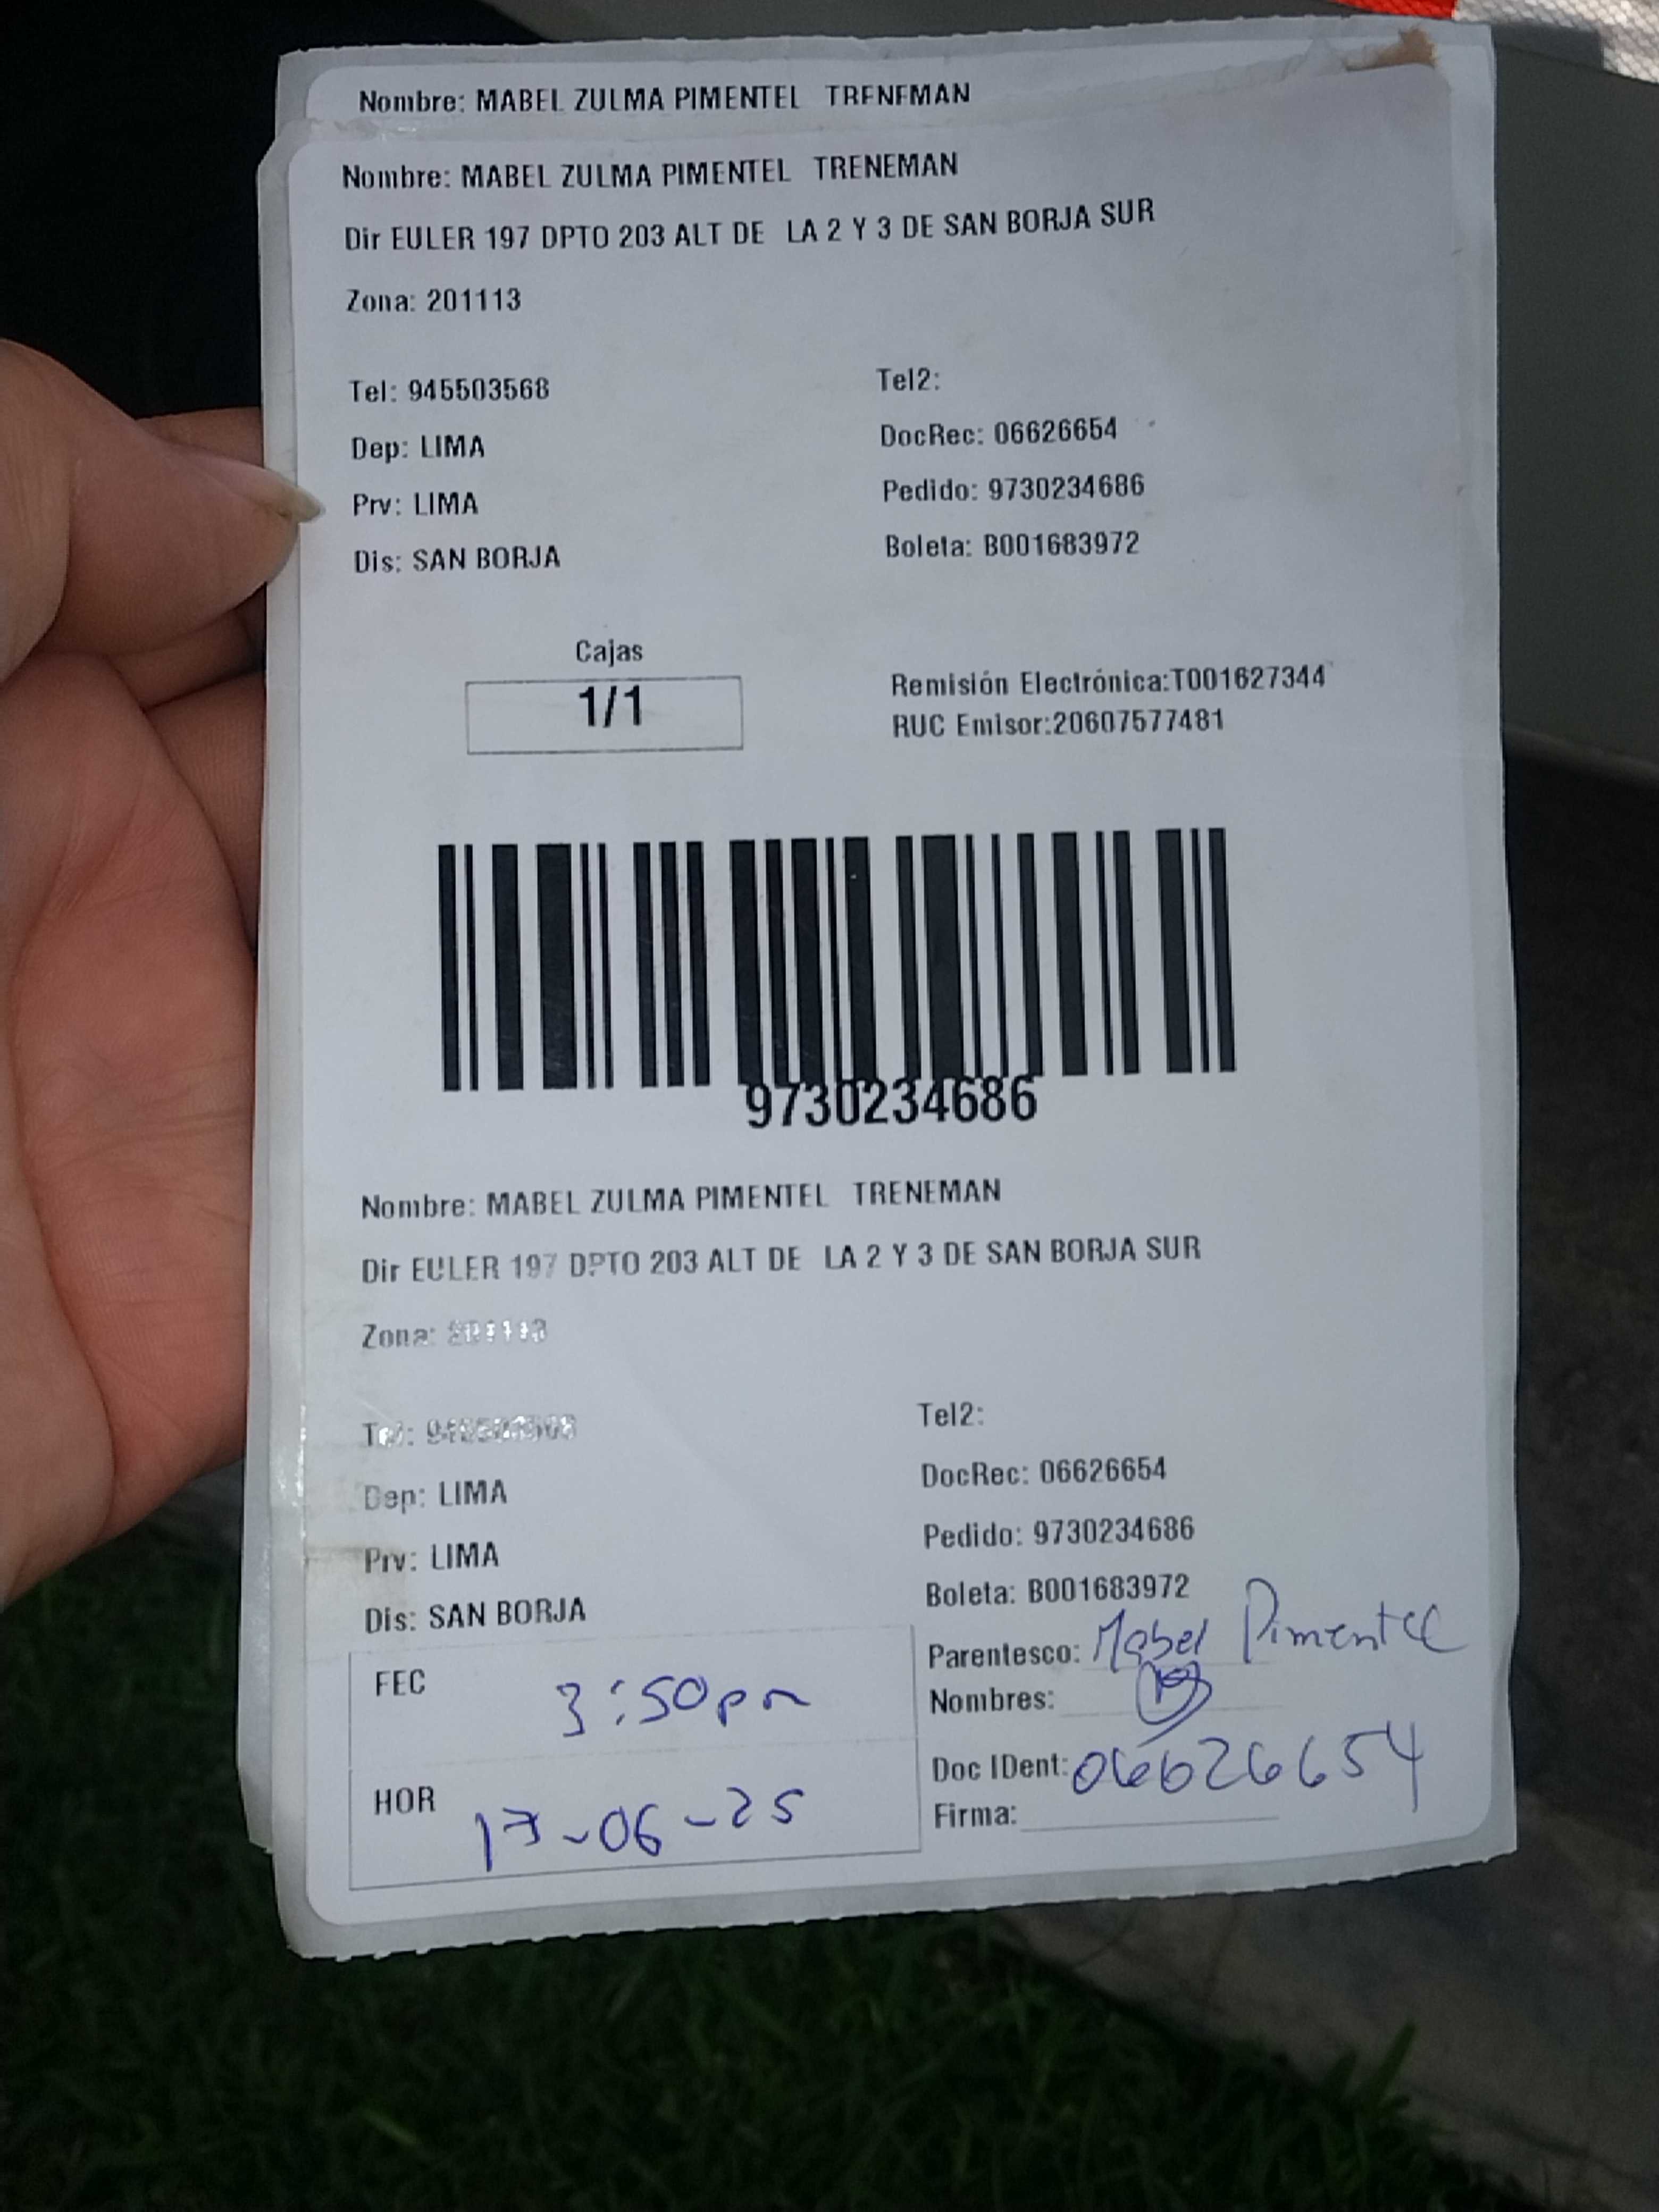 Nombre: MABEL ZULMA PIMENTEL TRENEMAN
Nombre: MABEL ZULMA PIMENTEL TRENEMAN
Dir EULER 197 DPTO 203 ALT DE LA 2 Y 3 DE SAN BORJA SUR
Zona: 201113
Tel: 945503568
Tel2:
Dep: LIMA
DocRec: 06626654
Prv: LIMA
Pedido: 9730234686
Dis: SAN BORJA
Boleta: B001683972
Cajas
1/1
Remisión Electrónica:T001627344
RUC Emisor:20607577481
9730234686
Nombre: MABEL ZULMA PIMENTEL TRENEMAN
Dir EULER 197 DPTO 203 ALT DE LA 2 Y 3 DE SAN BORJA SUR
Zona:
Tel:
Tel2:
Dep: LIMA
DocRec: 06626654
Prv: LIMA
Pedido: 9730234686
Dis: SAN BORJA
Boleta: B001683972
FEC 3:50pm
Parentesco: Mabel Pimentel
Nombres:
HOR 17-06-25
Doc IDent: 06626654
Firma: